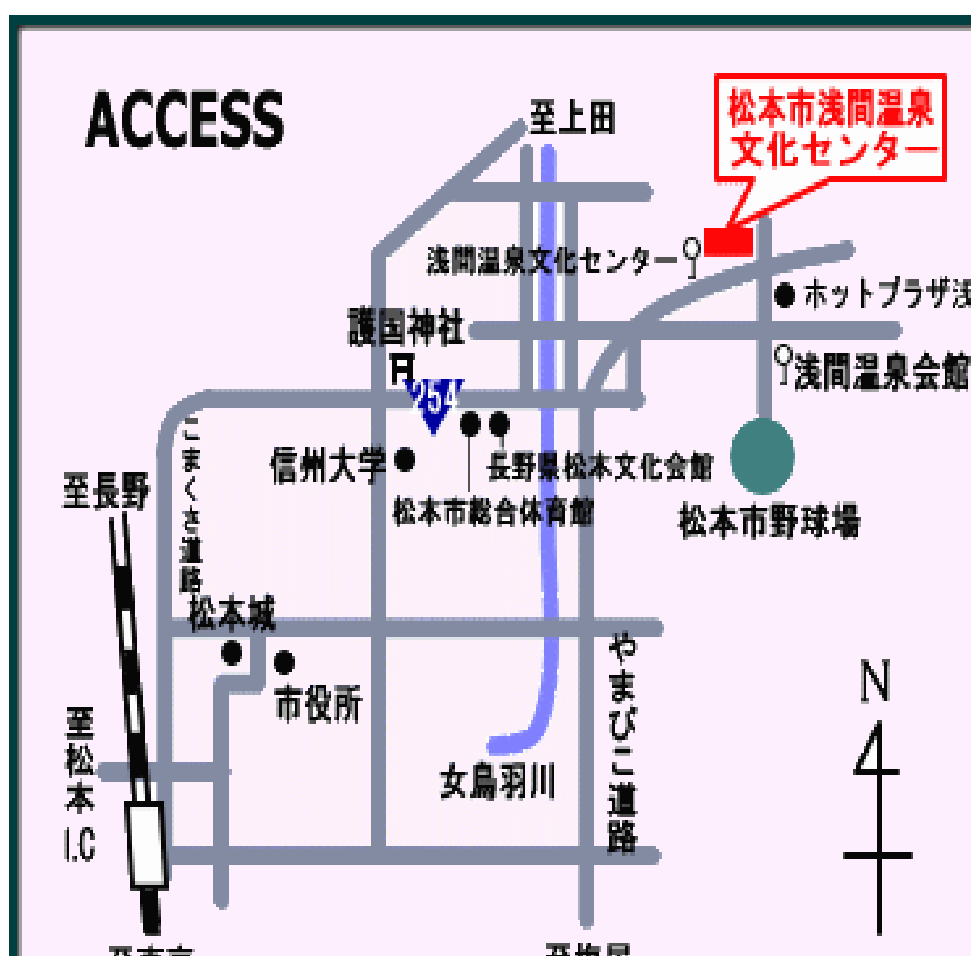 ACCESS
至上田
松本市浅間温泉
文化センター
浅間温泉文化センター
ホットプラザ浅
護国神社
浅間温泉会館
254
こまくさ道路
信州大学
長野県松本文化会館
至長野
松本市総合体育館
松本市野球場
松本城
やまびこ道路
市役所
N
至松本I.C
女鳥羽川